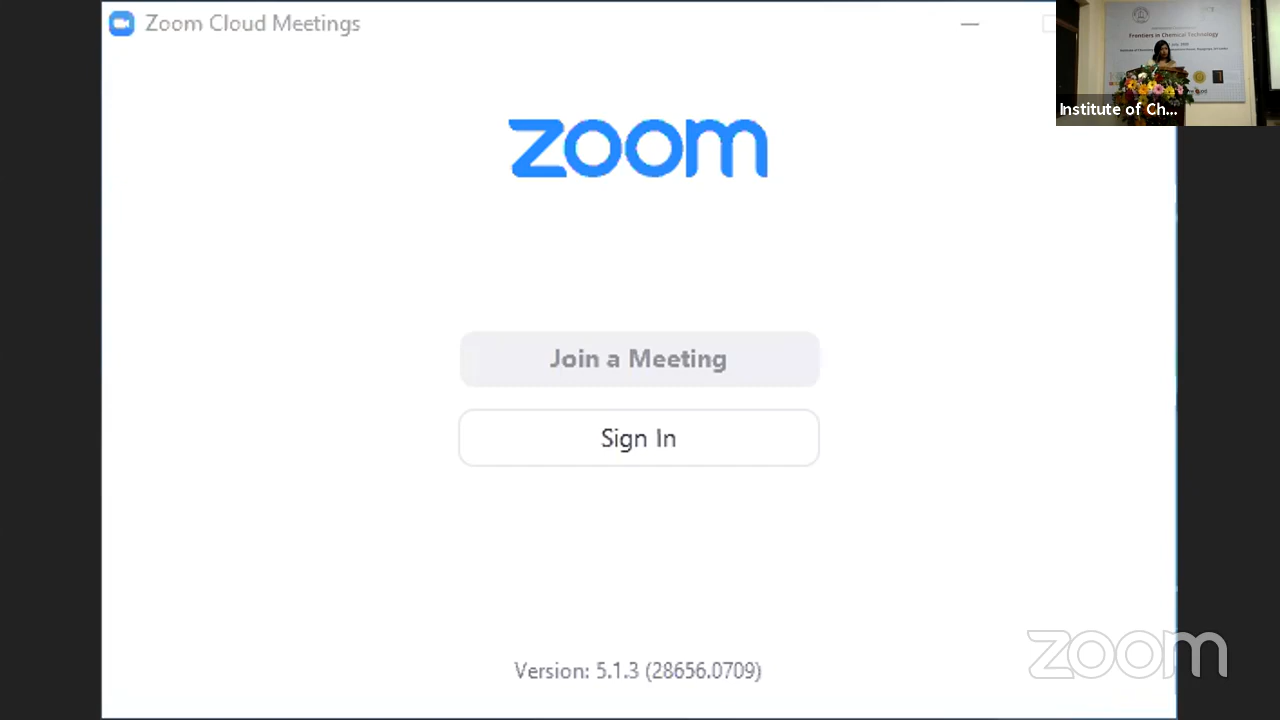 Zoom Cloud Meetings
zoom
Join a Meeting
Sign In
Version: 5.1.3 (28656.0709)
Frontiers in Chemical Technology
Institute of Ch...
zoom